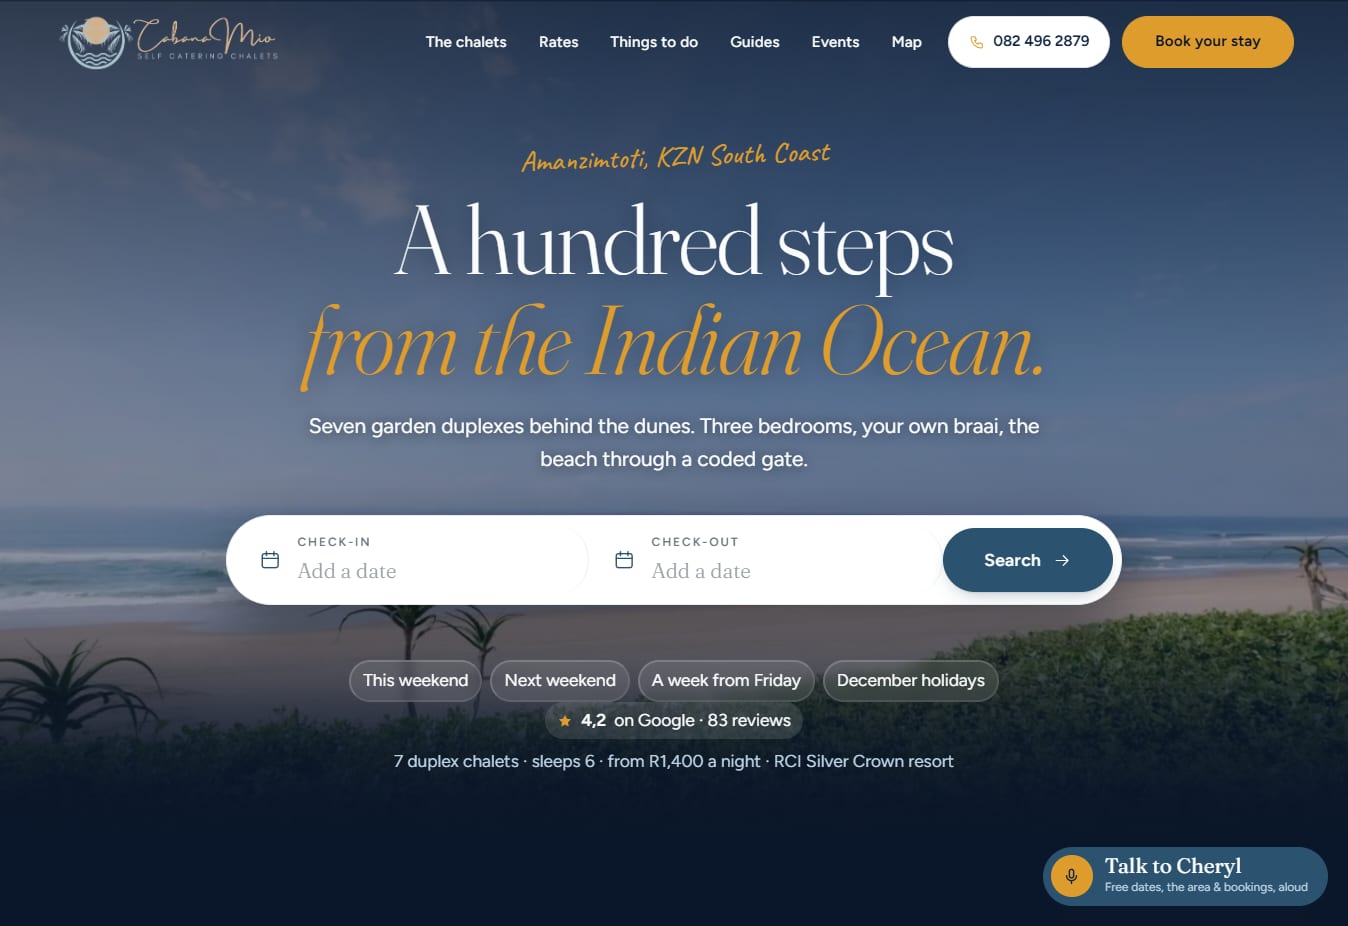 Cabana Mio
SELF CATERING CHALETS
The chalets
Rates
Things to do
Guides
Events
Map
082 496 2879
Book your stay
Amanzimtoti, KZN South Coast
A hundred steps
from the Indian Ocean.
Seven garden duplexes behind the dunes. Three bedrooms, your own braai, the
beach through a coded gate.
CHECK-IN
Add a date
CHECK-OUT
Add a date
Search
This weekend
Next weekend
A week from Friday
December holidays
4,2 on Google · 83 reviews
7 duplex chalets · sleeps 6 · from R1,400 a night · RCI Silver Crown resort
Talk to Cheryl
Free dates, the area & bookings, aloud